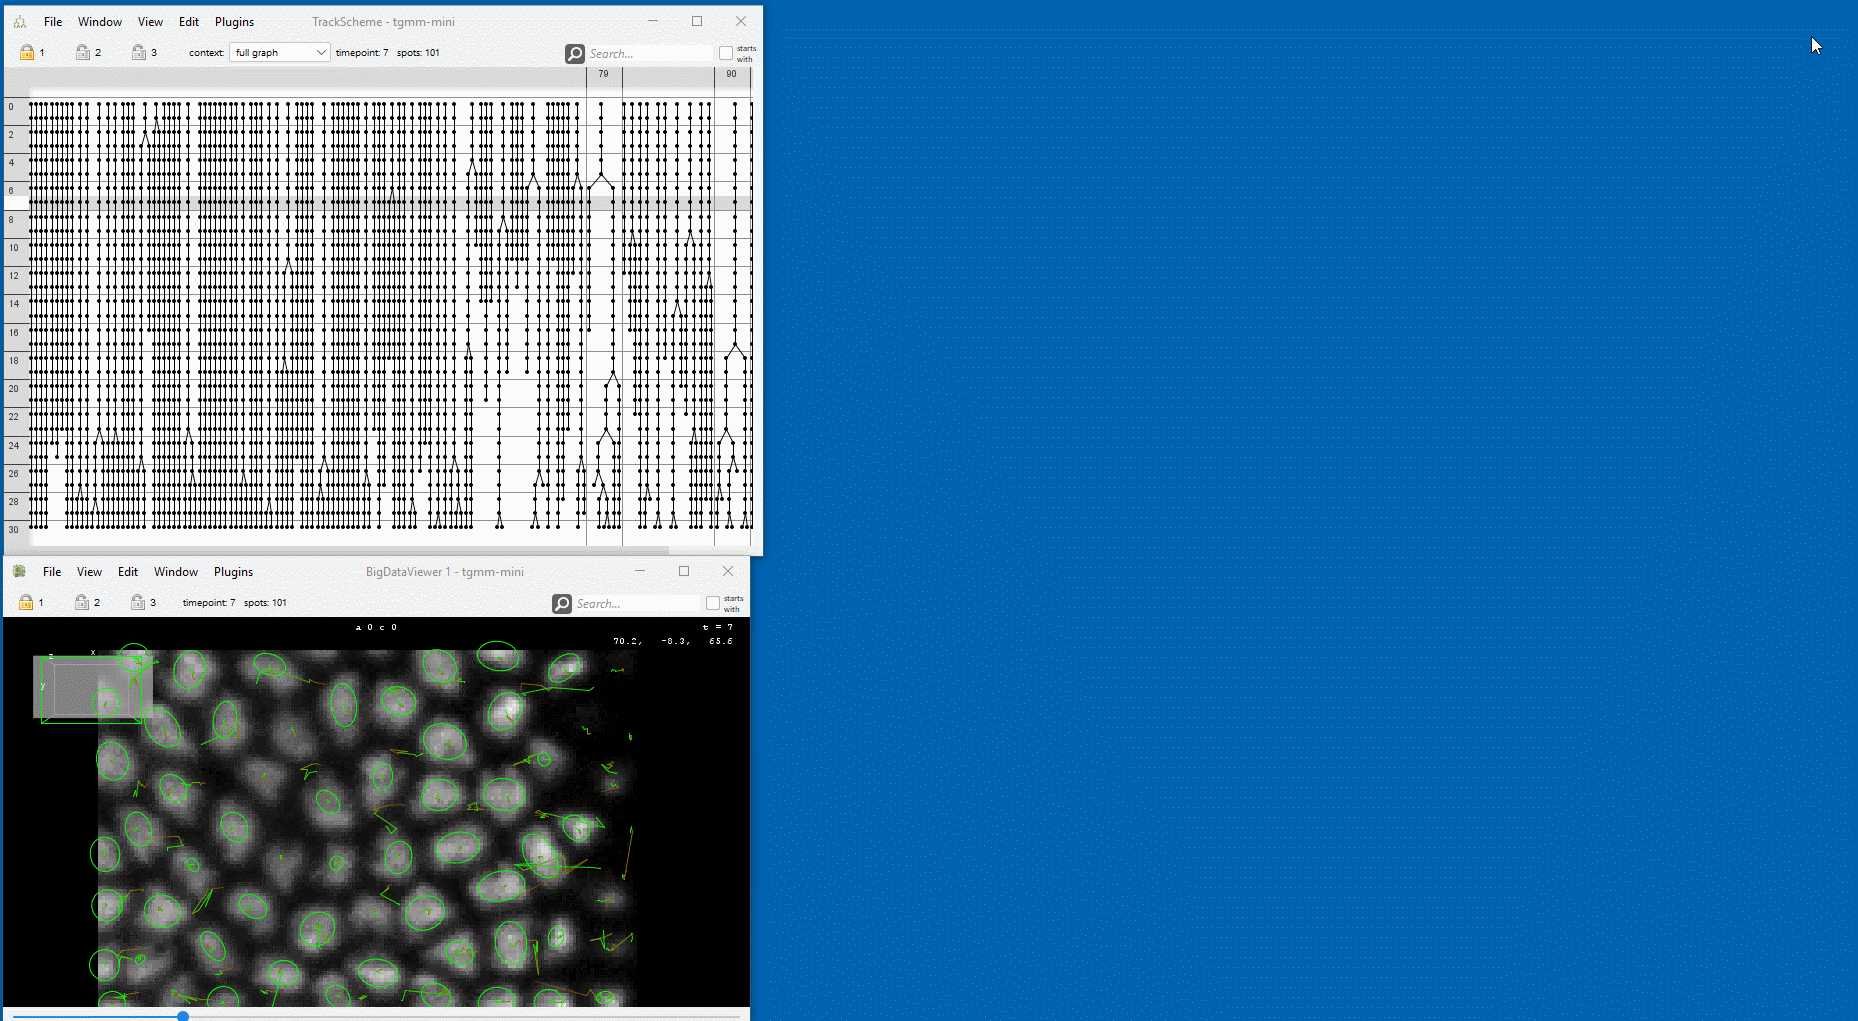 File Window View Edit Plugins TrackScheme - tgmm-mini
1 2 3 context: full graph timepoint: 7 spots: 101 Search... starts with
79 90
0
2
4
6
8
10
12
14
16
18
20
22
24
26
28
30
File View Edit Window Plugins BigDataViewer 1 - tgmm-mini
1 2 3 timepoint: 7 spots: 101 Search... starts with
a 0 c 0 t = 7
70.2, -8.3, 65.6
x
z
y